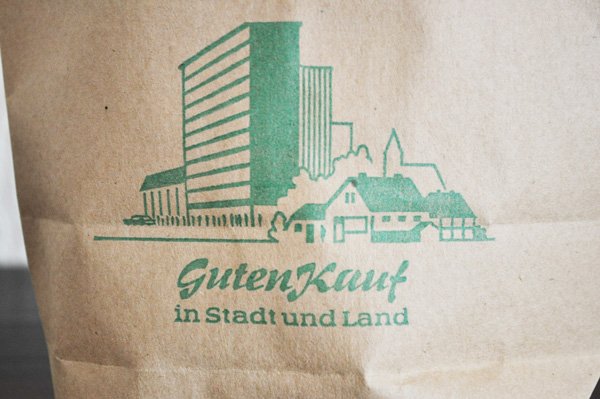 Guten Kauf
in Stadt und Land